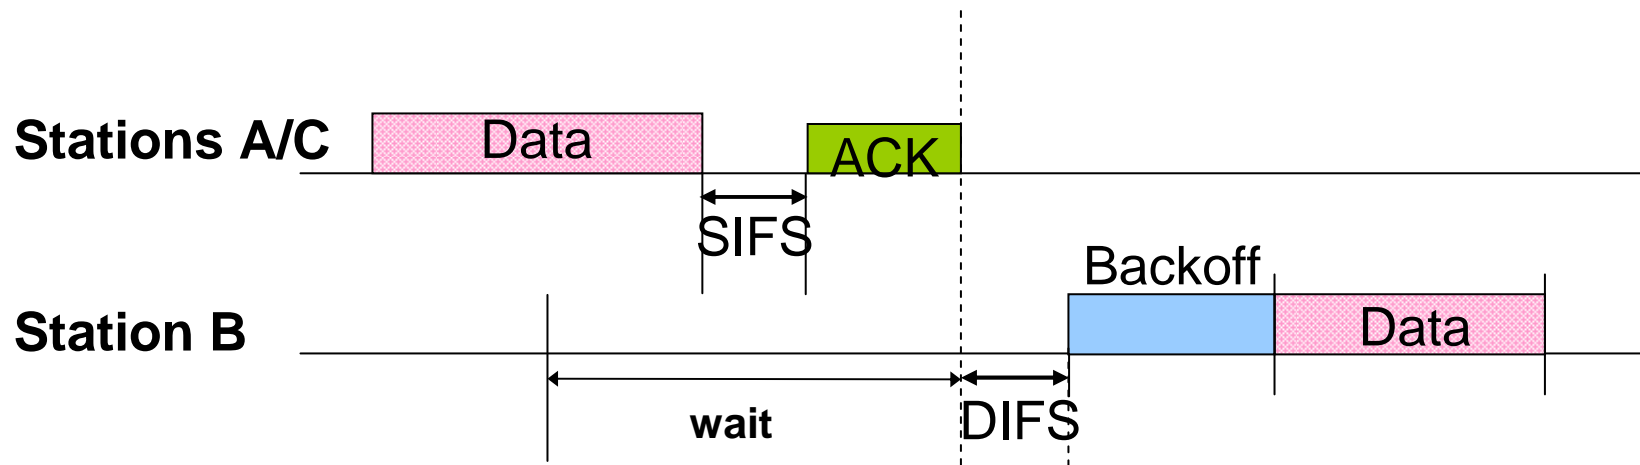 Stations A/C
Data
ACK
SIFS
Backoff
Station B
Data
wait
DIFS